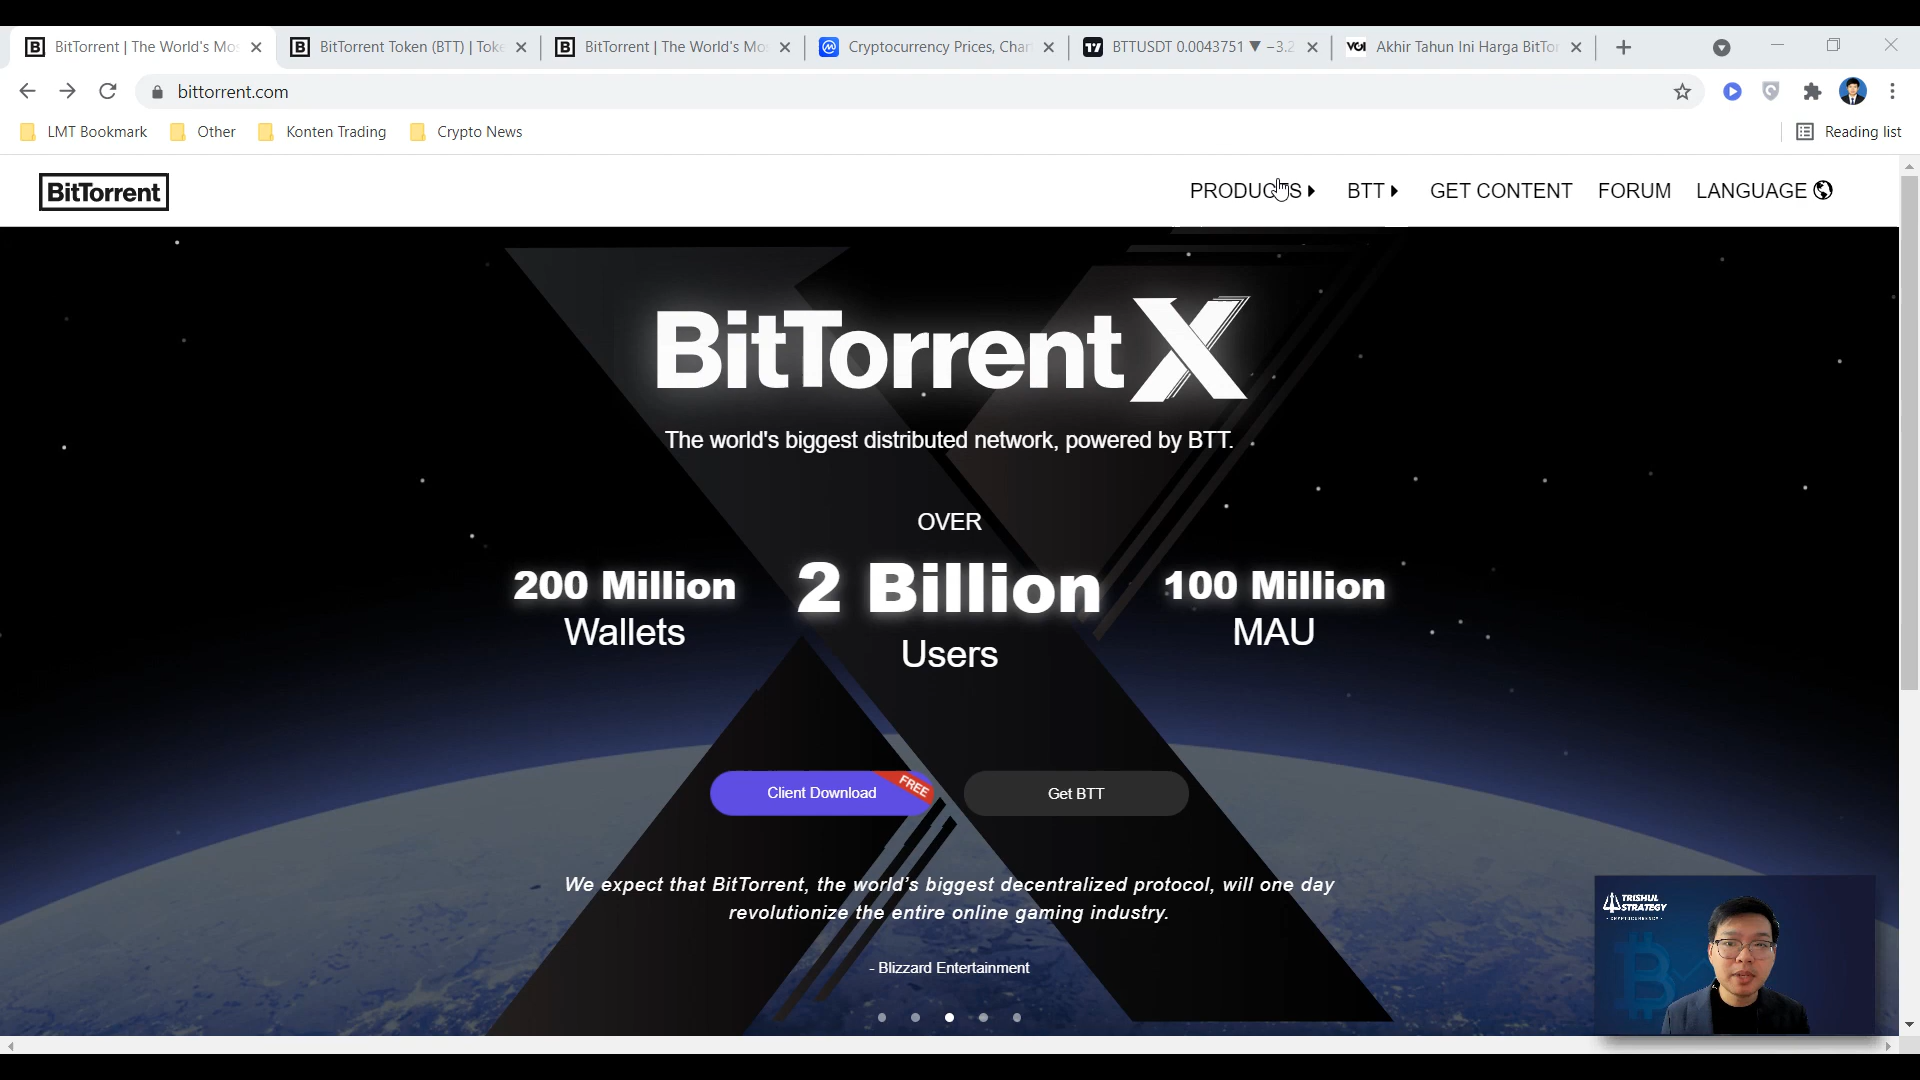 BitTorrent | The World's Mos
BitTorrent Token (BTT) | Toke
BitTorrent | The World's Mos
Cryptocurrency Prices, Char
BTTUSDT 0.0043751 ▼ −3.2
Akhir Tahun Ini Harga BitTor
bittorrent.com
LMT Bookmark
Other
Konten Trading
Crypto News
Reading list
BitTorrent
PRODUCTS
BTT
GET CONTENT
FORUM
LANGUAGE
BitTorrent X
The world's biggest distributed network, powered by BTT.
OVER
200 Million
2 Billion
100 Million
Wallets
Users
MAU
Client Download
FREE
Get BTT
We expect that BitTorrent, the world's biggest decentralized protocol, will one day
revolutionize the entire online gaming industry.
- Blizzard Entertainment
TRISHUL
STRATEGY
- CRYPTOCURRENCY -